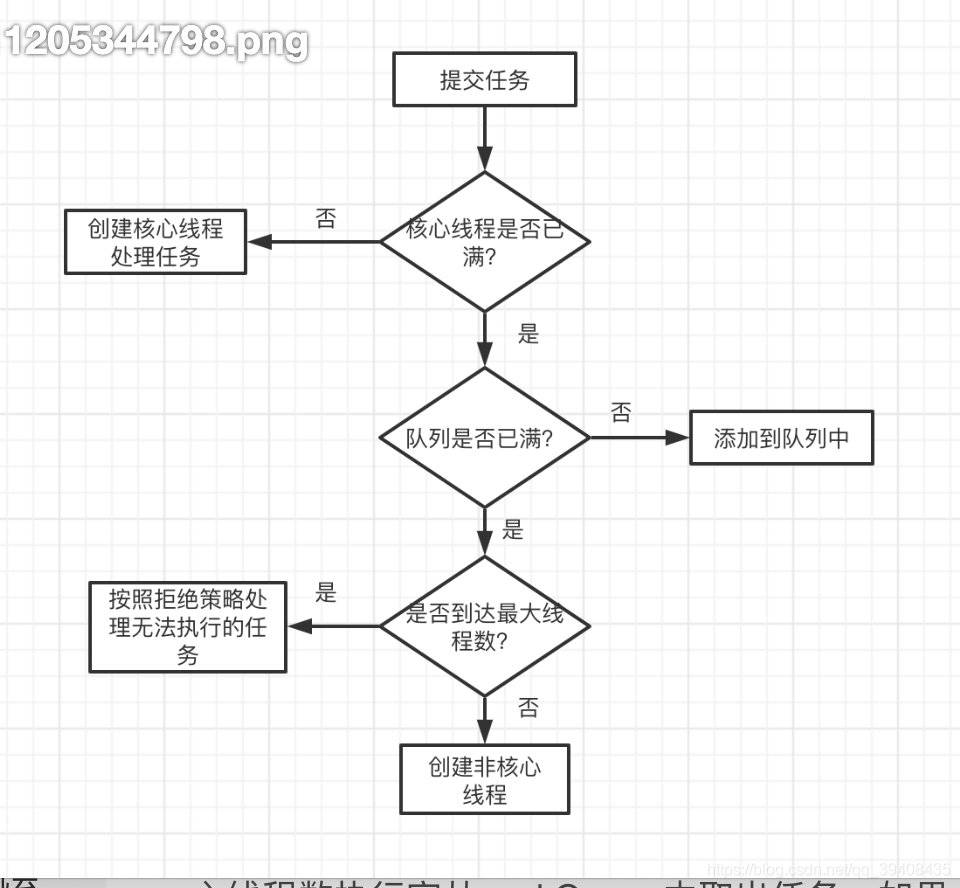 1205344798.png
提交任务
核心线程是否已
满?
否
创建核心线程
处理任务
是
队列是否已满?
否
添加到队列中
是
是否到达最大线
程数?
是
按照拒绝策略处
理无法执行的任
务
否
创建非核心
线程
https://blog.csdn.net/qq_39408435